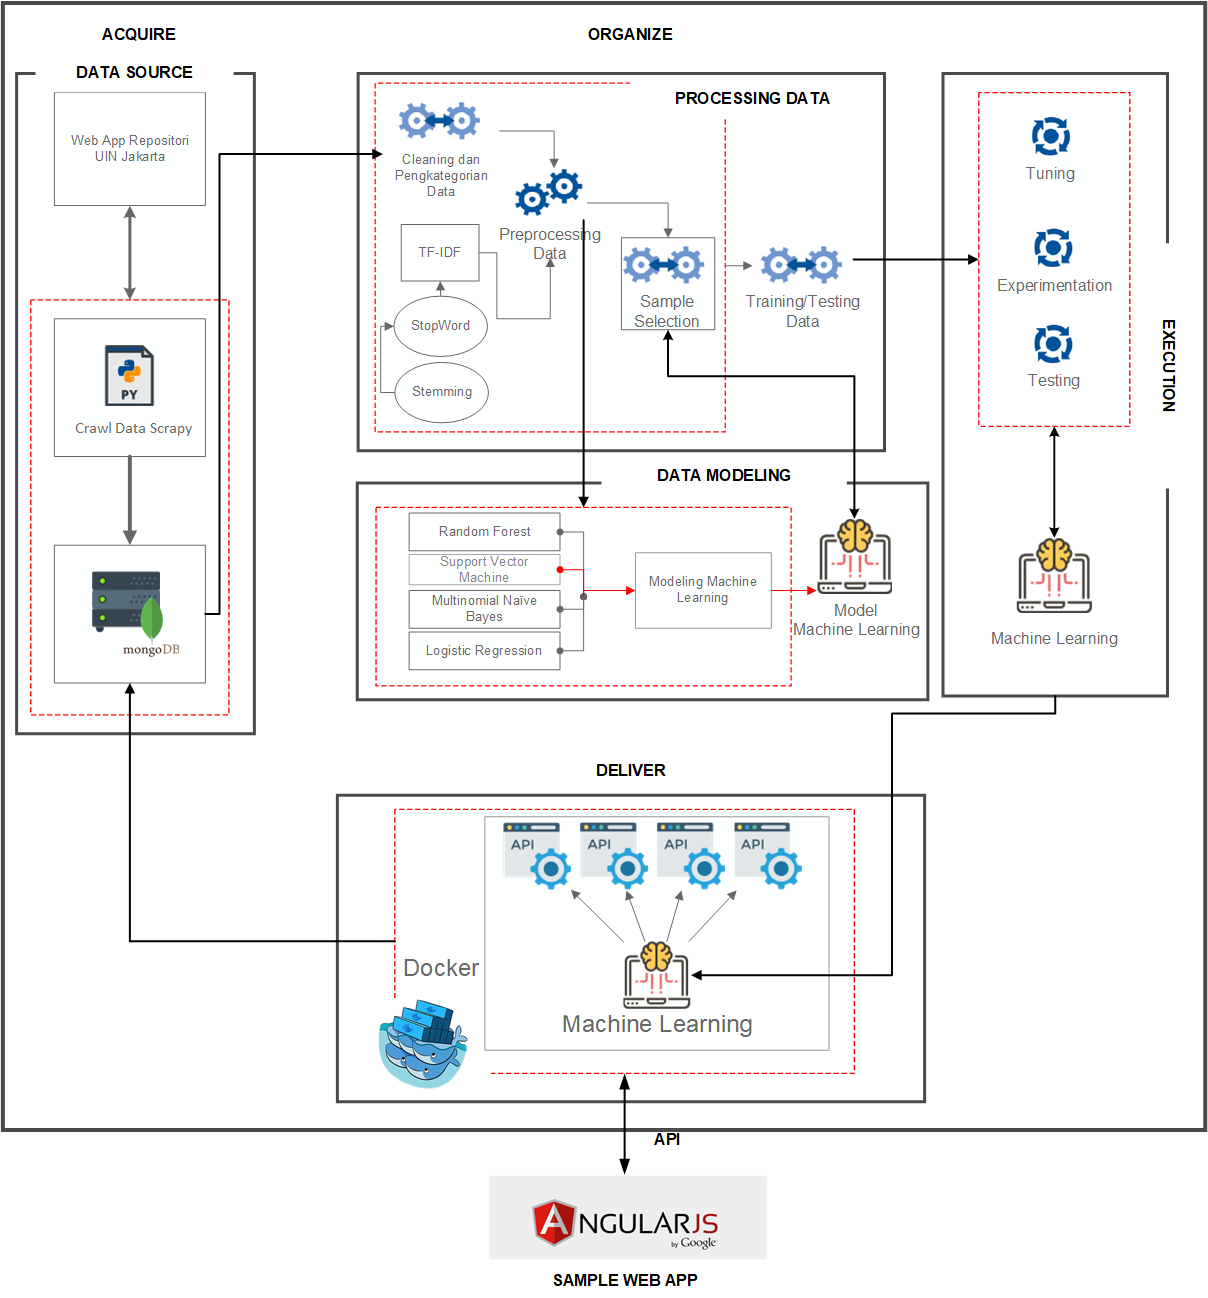 ACQUIRE
ORGANIZE
DATA SOURCE
Web App Repositori
UIN Jakarta
PY
Crawl Data Scrapy
mongoDB
PROCESSING DATA
Cleaning dan
Pengkategorian
Data
Preprocessing
Data
TF-IDF
StopWord
Stemming
Sample
Selection
Training/Testing
Data
Tuning
Experimentation
Testing
EXECUTION
Machine Learning
DATA MODELING
Random Forest
Support Vector
Machine
Multinomial Naïve
Bayes
Logistic Regression
Modeling Machine
Learning
Model
Machine Learning
DELIVER
API
API
API
API
Docker
Machine Learning
API
ANGULARJS
by Google
SAMPLE WEB APP